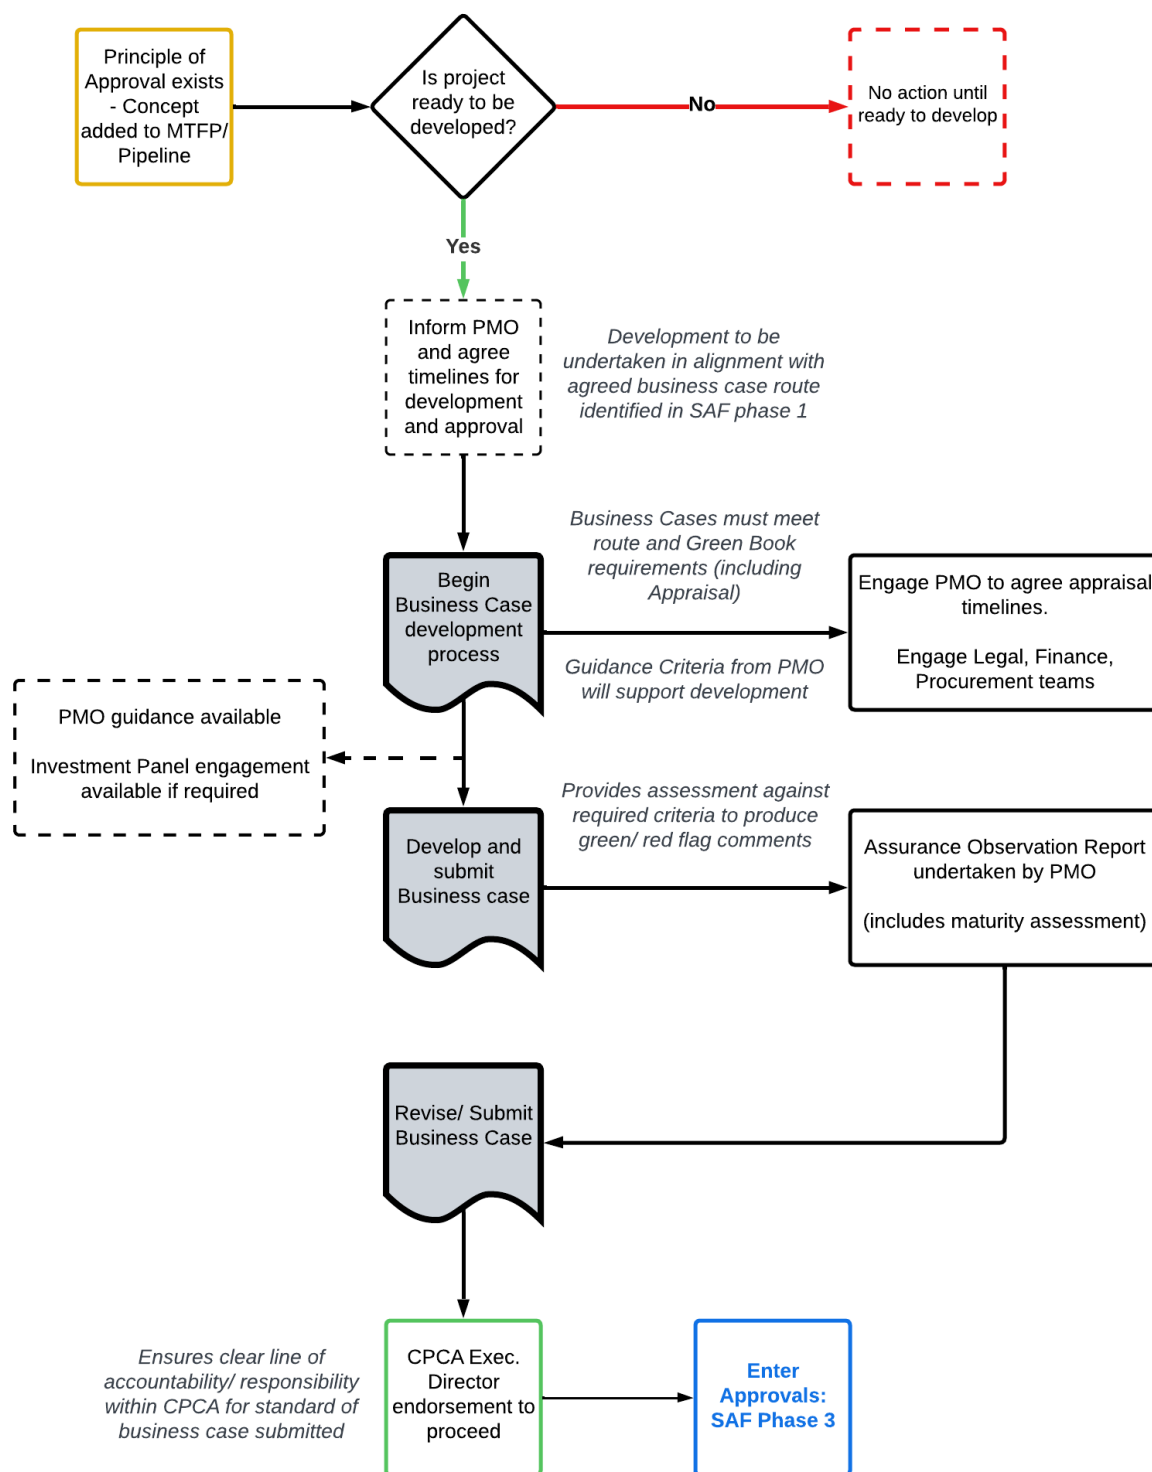 Principle of
Approval exists
- Concept
added to MTFP/
Pipeline
Is project
ready to be
developed?
No
No action until
ready to develop
Yes
Inform PMO
and agree
timelines for
development
and approval
Development to be
undertaken in alignment with
agreed business case route
identified in SAF phase 1
Business Cases must meet
route and Green Book
requirements (including
Appraisal)
Begin
Business Case
development
process
Engage PMO to agree appraisal
timelines.
Engage Legal, Finance,
Procurement teams
Guidance Criteria from PMO
will support development
PMO guidance available
Investment Panel engagement
available if required
Provides assessment against
required criteria to produce
green/ red flag comments
Develop and
submit
Business case
Assurance Observation Report
undertaken by PMO
(includes maturity assessment)
Revise/ Submit
Business Case
Ensures clear line of
accountability/ responsibility
within CPCA for standard of
business case submitted
CPCA Exec.
Director
endorsement to
proceed
Enter
Approvals:
SAF Phase 3